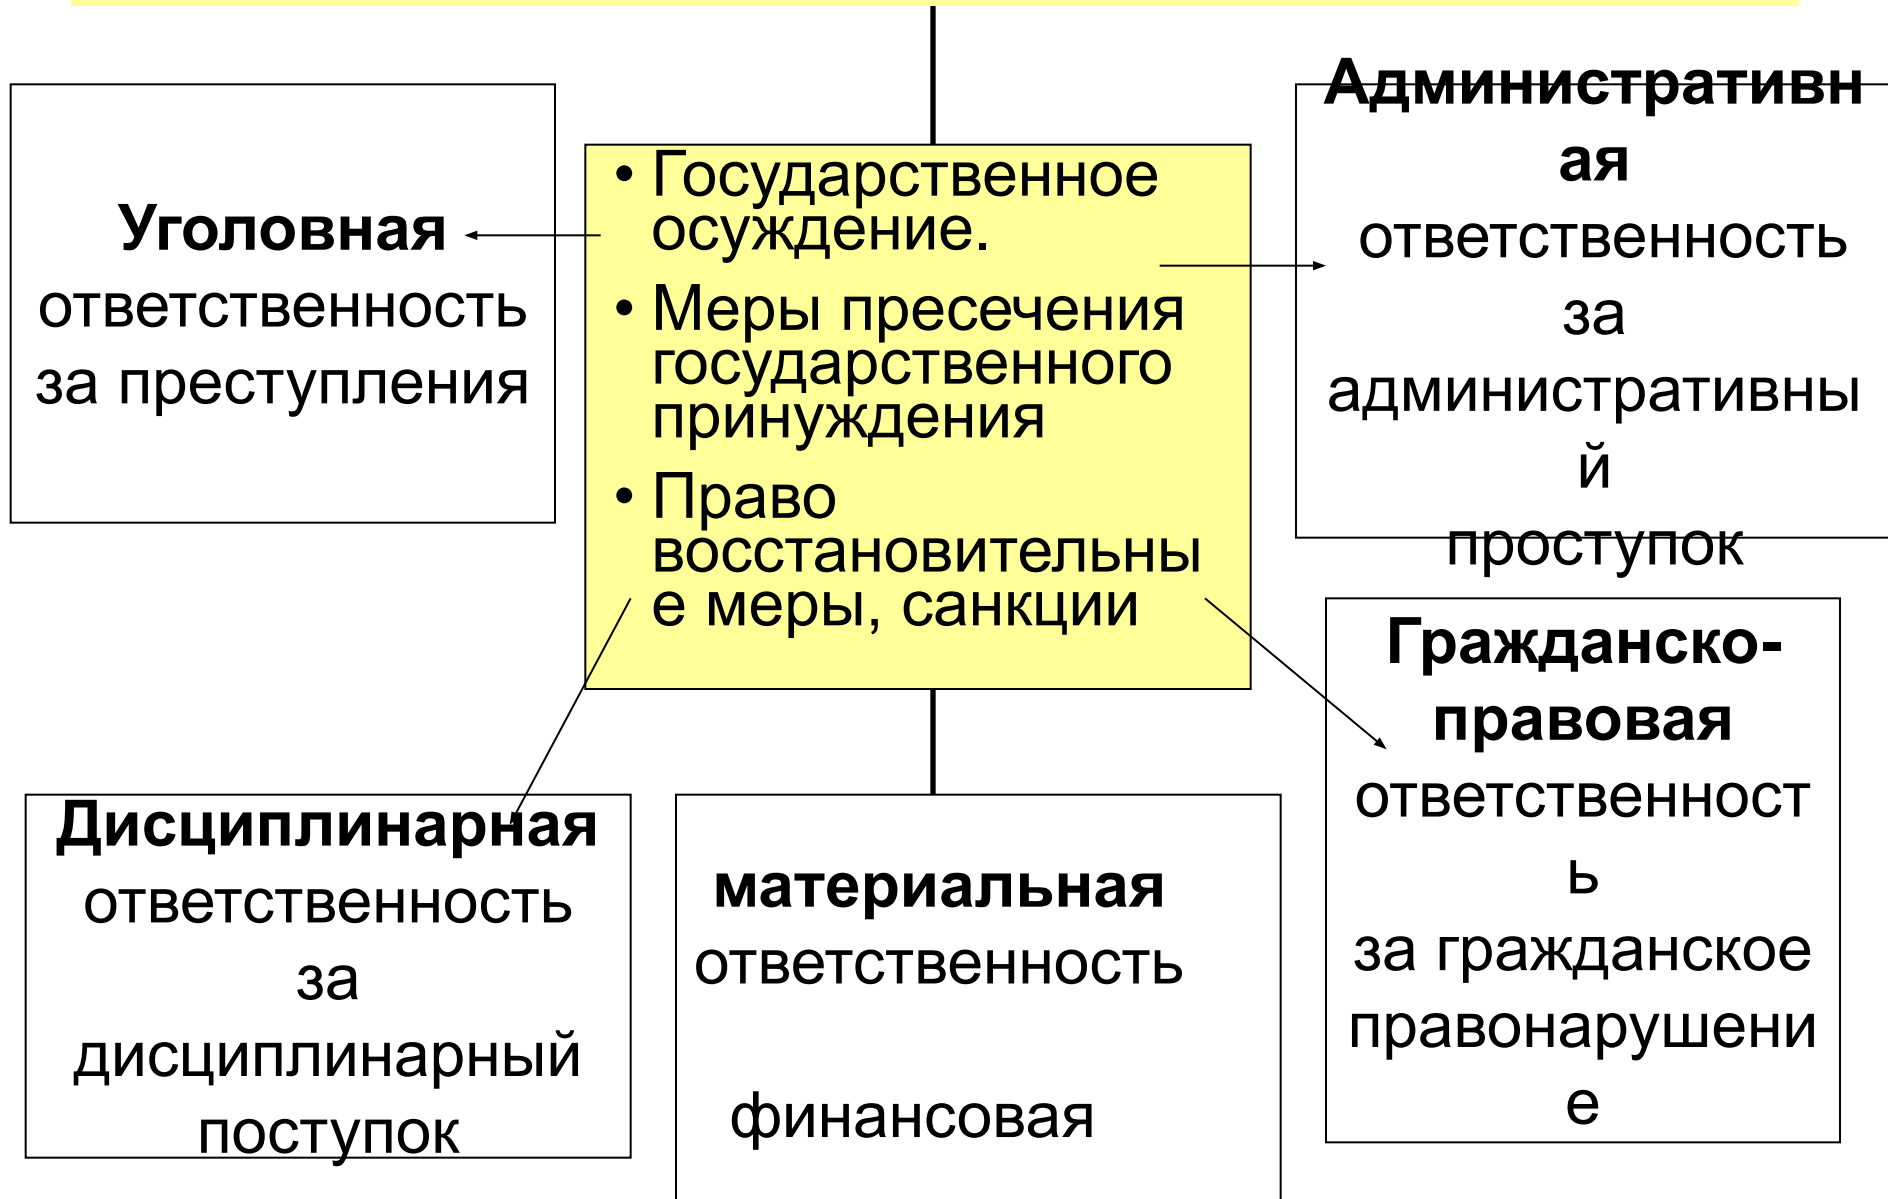 Уголовная
ответственность
за преступления
• Государственное
осуждение.
• Меры пресечения
государственного
принуждения
• Право
восстановительны
е меры, санкции
Административн
ая
ответственность
за
административны
й
проступок
Дисциплинарная
ответственность
за
дисциплинарный
поступок
материальная
ответственность
финансовая
Гражданско-
правовая
ответственност
ь
за гражданское
правонарушени
е